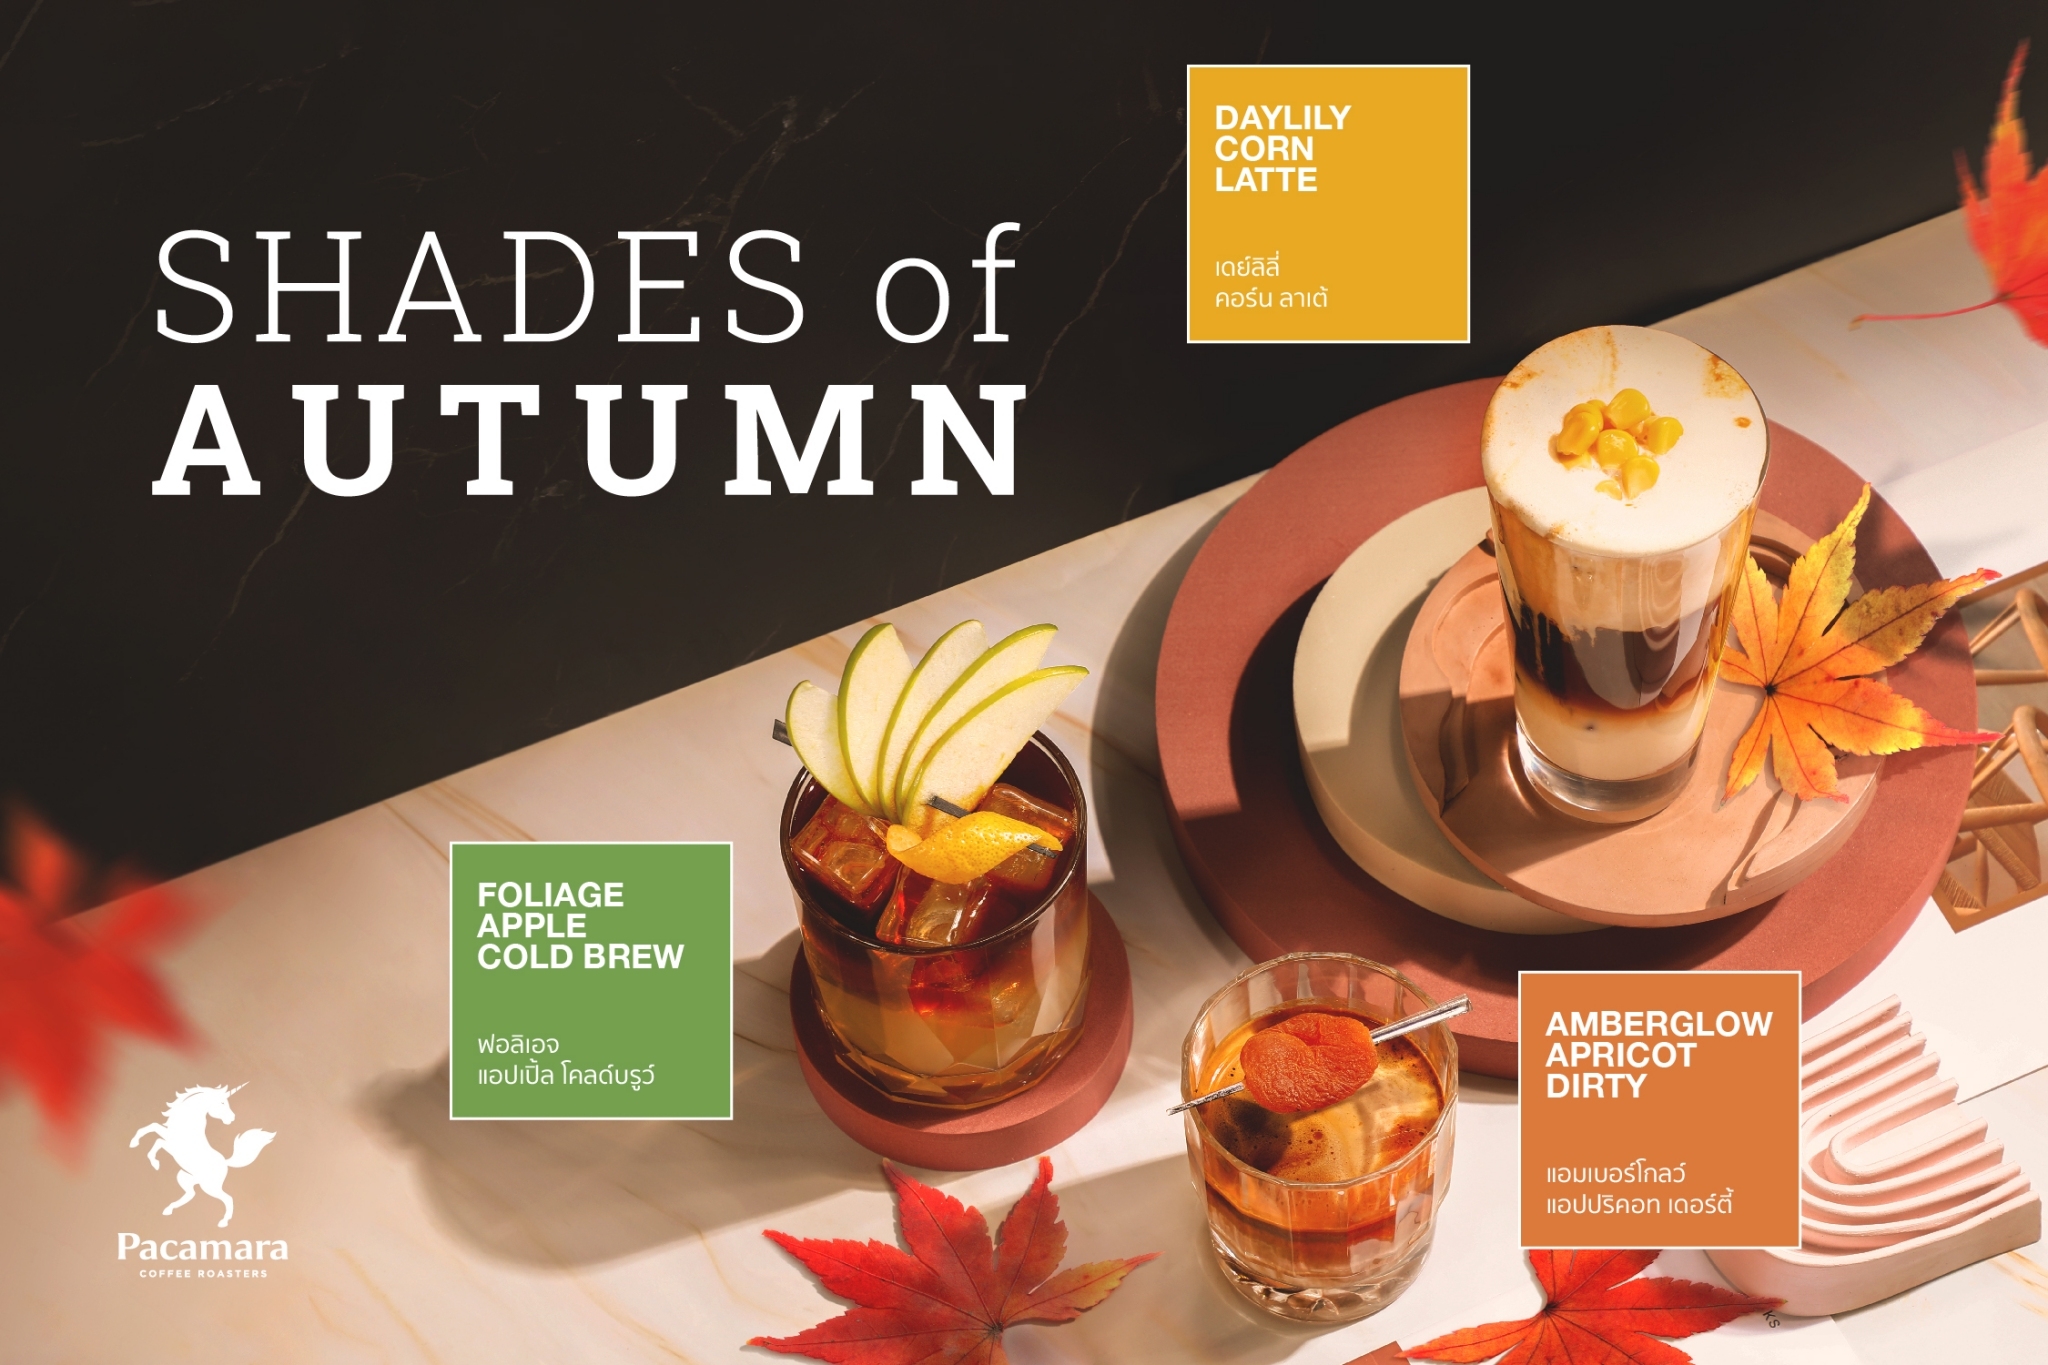 SHADES of
AUTUMN
DAYLILY
CORN
LATTE
เดย์ลิลี่
คอร์น ลาเต้
FOLIAGE
APPLE
COLD BREW
ฟอลิเอจ
แอปเปิ้ล โคลด์บรูว์
AMBERGLOW
APRICOT
DIRTY
แอมเบอร์โกลว์
แอปปริคอท เดอร์ตี้
Pacamara
COFFEE ROASTERS